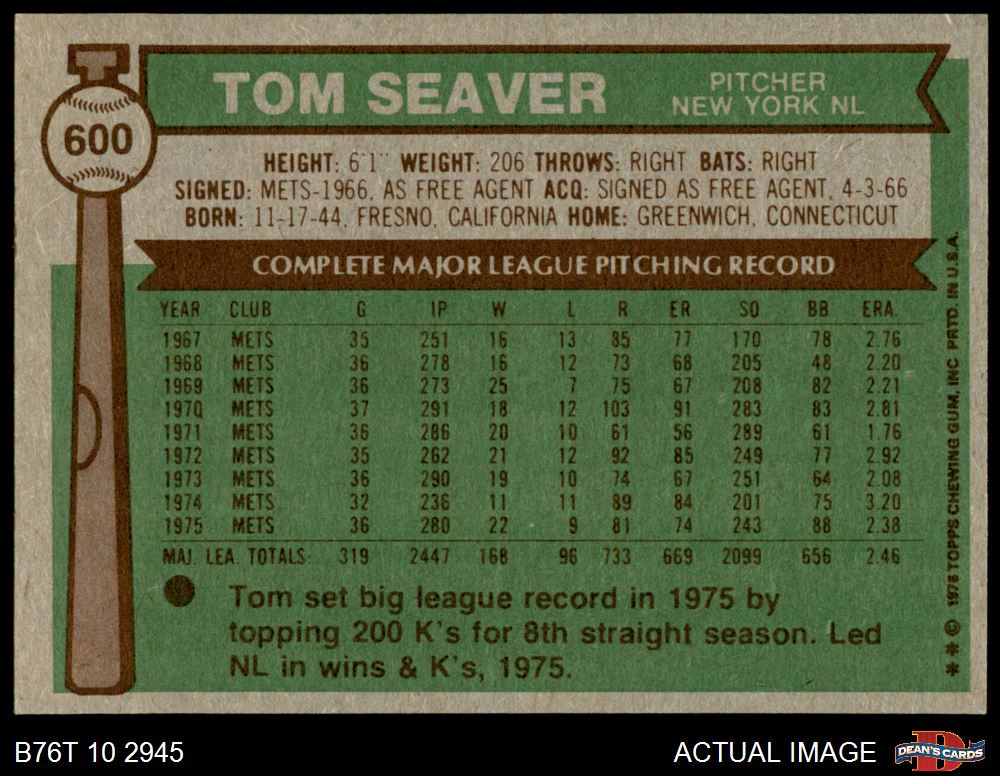 TOM SEAVER
PITCHER
NEW YORK NL
600
HEIGHT: 6'1" WEIGHT: 206 THROWS: RIGHT BATS: RIGHT
SIGNED: METS-1966, AS FREE AGENT ACQ: SIGNED AS FREE AGENT, 4-3-66
BORN: 11-17-44, FRESNO, CALIFORNIA HOME: GREENWICH, CONNECTICUT
COMPLETE MAJOR LEAGUE PITCHING RECORD
YEAR CLUB G IP W L R ER SO BB ERA.
1967 METS 35 251 16 13 85 77 170 78 2.76
1968 METS 36 278 16 12 73 68 205 48 2.20
1969 METS 36 273 25 7 75 67 208 82 2.21
1970 METS 37 291 18 12 103 91 283 83 2.81
1971 METS 36 286 20 10 61 56 289 61 1.76
1972 METS 35 262 21 12 92 85 249 77 2.92
1973 METS 36 290 19 10 74 67 251 64 2.08
1974 METS 32 236 11 11 89 84 201 75 3.20
1975 METS 36 280 22 9 81 74 243 88 2.38
MAJ. LEA. TOTALS: 319 2447 168 96 733 669 2099 656 2.46
Tom set big league record in 1975 by
topping 200 K's for 8th straight season. Led
NL in wins & K's, 1975.
** © 1976 TOPPS CHEWING GUM, INC PRTD. IN U.S.A.
B76T 10 2945
ACTUAL IMAGE
DEAN'S CARDS